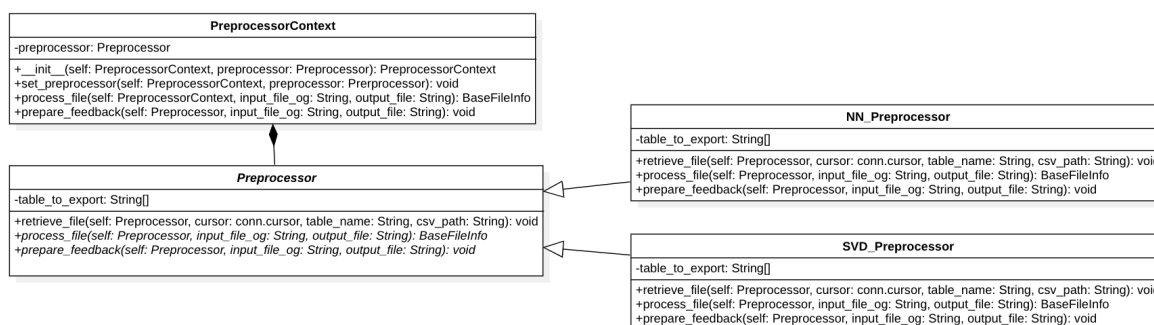 PreprocessorContext
-preprocessor: Preprocessor
+__init__(self: PreprocessorContext, preprocessor: Preprocessor): PreprocessorContext
+set_preprocessor(self: PreprocessorContext, preprocessor: Prerprocessor): void
+process_file(self: PreprocessorContext, input_file_og: String, output_file: String): BaseFileInfo
+prepare_feedback(self: Preprocessor, input_file_og: String, output_file: String): void
Preprocessor
-table_to_export: String[]
+retrieve_file(self: Preprocessor, cursor: conn.cursor, table_name: String, csv_path: String): void
+process_file(self: Preprocessor, input_file_og: String, output_file: String): BaseFileInfo
+prepare_feedback(self: Preprocessor, input_file_og: String, output_file: String): void
NN_Preprocessor
-table_to_export: String[]
+retrieve_file(self: Preprocessor, cursor: conn.cursor, table_name: String, csv_path: String): voi
+process_file(self: Preprocessor, input_file_og: String, output_file: String): BaseFileInfo
+prepare_feedback(self: Preprocessor, input_file_og: String, output_file: String): void
SVD_Preprocessor
-table_to_export: String[]
+retrieve_file(self: Preprocessor, cursor: conn.cursor, table_name: String, csv_path: String): voi
+process_file(self: Preprocessor, input_file_og: String, output_file: String): BaseFileInfo
+prepare_feedback(self: Preprocessor, input_file_og: String, output_file: String): void